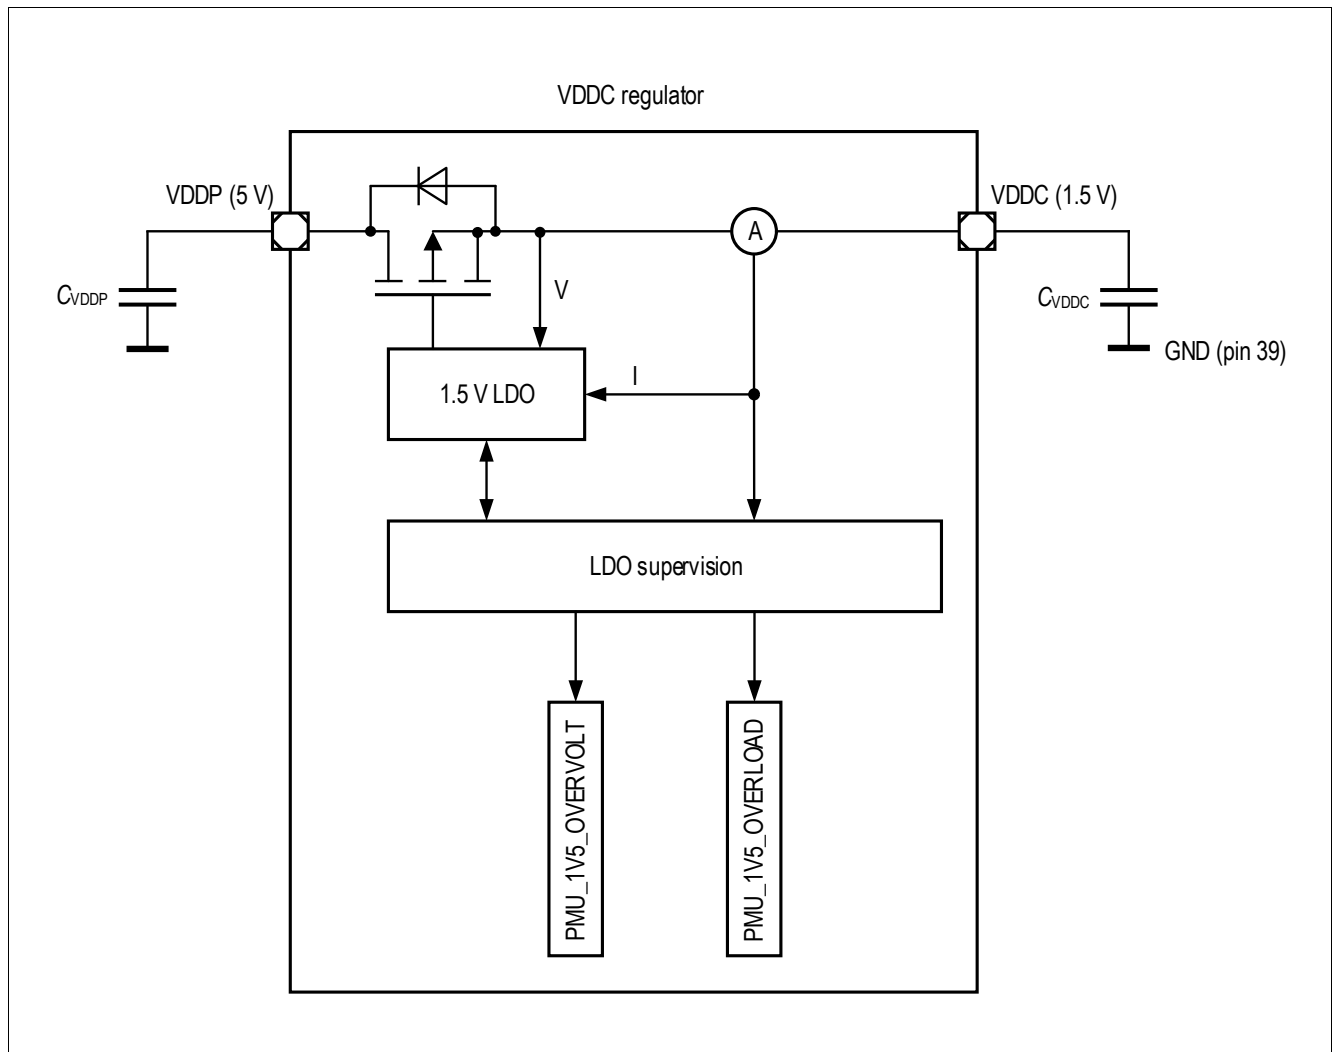 VDDC regulator
VDDP (5 V)
VDDC (1.5 V)
A
CVDDP
V
CVDDC
GND (pin 39)
I
1.5 V LDO
LDO supervision
PMU_1V5_OVERVOLT
PMU_1V5_OVERLOAD